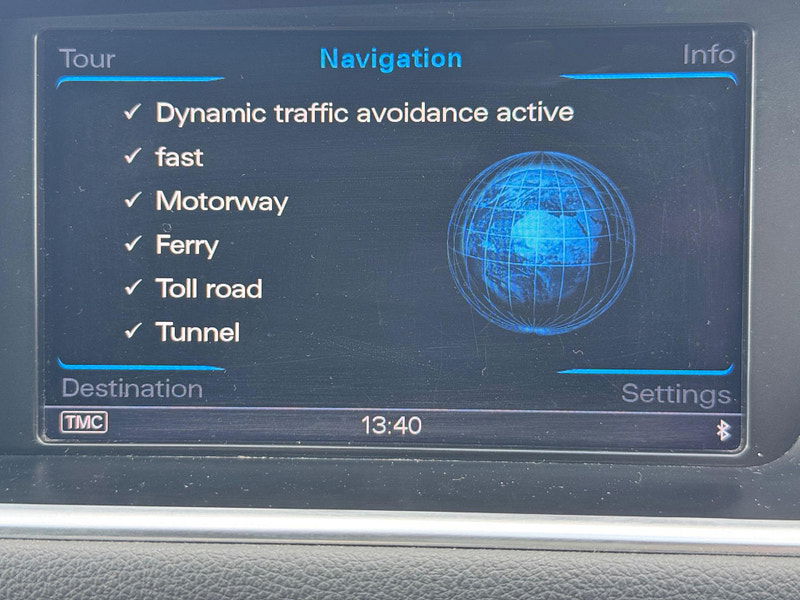 Tour Navigation Info
✓ Dynamic traffic avoidance active
✓ fast
✓ Motorway
✓ Ferry
✓ Toll road
✓ Tunnel
Destination Settings
TMC 13:40